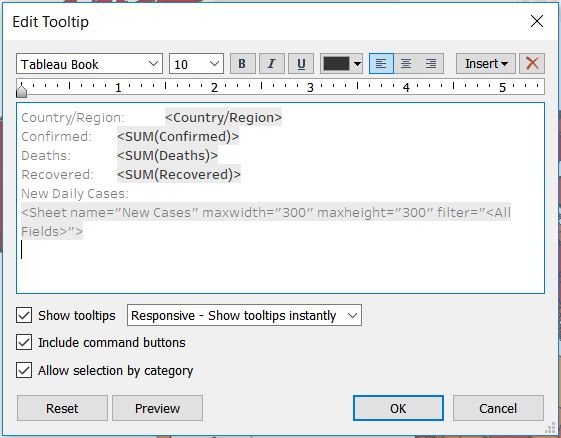 Edit Tooltip
Tableau Book 10 B I U Insert
1 2 3 4 5
Country/Region: <Country/Region>
Confirmed: <SUM(Confirmed)>
Deaths: <SUM(Deaths)>
Recovered: <SUM(Recovered)>
New Daily Cases:
<Sheet name="New Cases" maxwidth="300" maxheight="300" filter="<All
Fields>">
Show tooltips Responsive - Show tooltips instantly
Include command buttons
Allow selection by category
Reset Preview OK Cancel